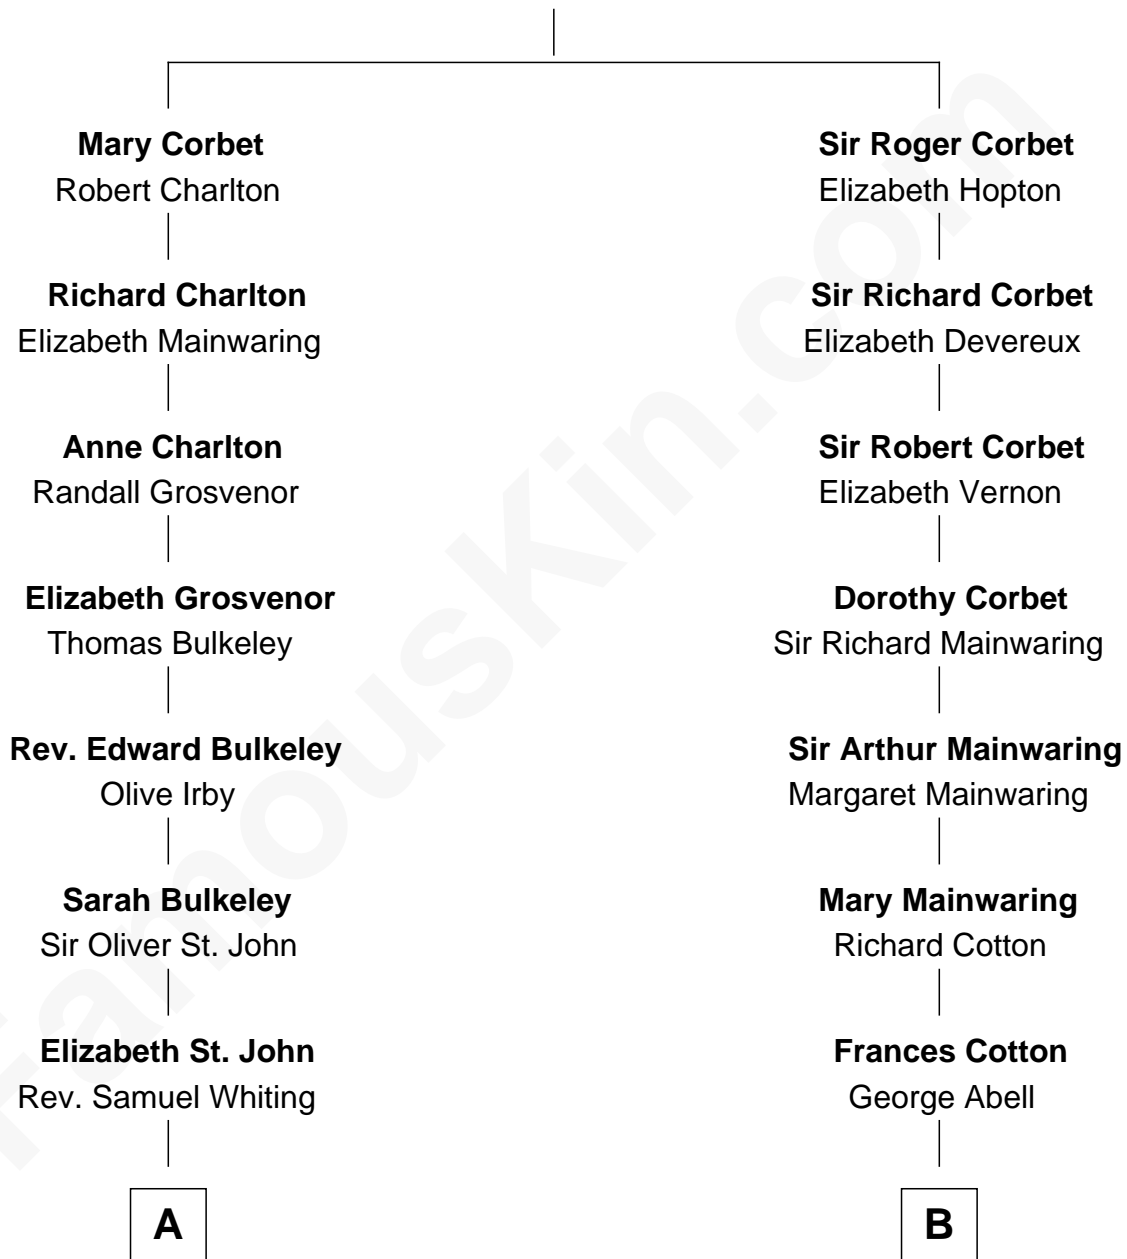 Mary Corbet
Robert Charlton
Richard Charlton
Elizabeth Mainwaring
Anne Charlton
Randall Grosvenor
Elizabeth Grosvenor
Thomas Bulkeley
Rev. Edward Bulkeley
Olive Irby
Sarah Bulkeley
Sir Oliver St. John
Elizabeth St. John
Rev. Samuel Whiting
A
Sir Roger Corbet
Elizabeth Hopton
Sir Richard Corbet
Elizabeth Devereux
Sir Robert Corbet
Elizabeth Vernon
Dorothy Corbet
Sir Richard Mainwaring
Sir Arthur Mainwaring
Margaret Mainwaring
Mary Mainwaring
Richard Cotton
Frances Cotton
George Abell
B
FamousKin.com